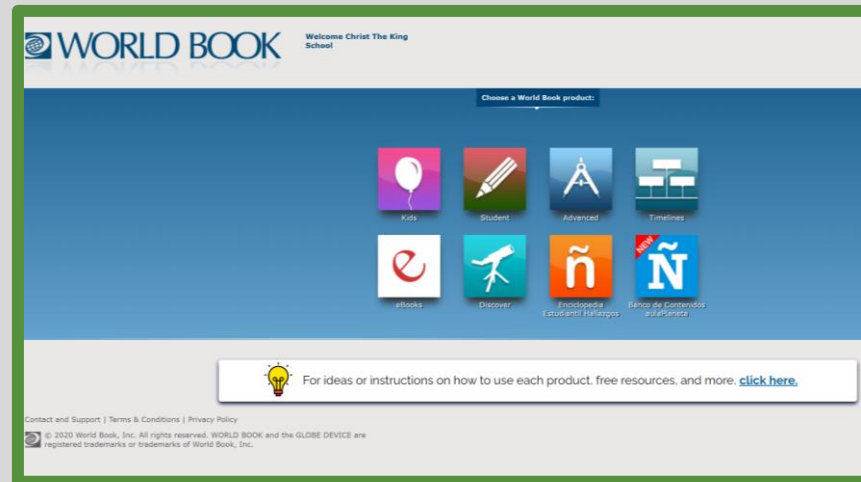 WORLD BOOK
Welcome Christ The King
School
Choose a World Book product:
Kids
Student
Advanced
Timelines
NEW
e
ñ
Ñ
eBooks
Discover
Enciclopedia
Estudiantil Hallazgos
Banco de Contenidos
aulaPlaneta
For ideas or instructions on how to use each product, free resources, and more, click here.
Contact and Support | Terms & Conditions | Privacy Policy
© 2020 World Book, Inc. All rights reserved. WORLD BOOK and the GLOBE DEVICE are
registered trademarks or trademarks of World Book, Inc.